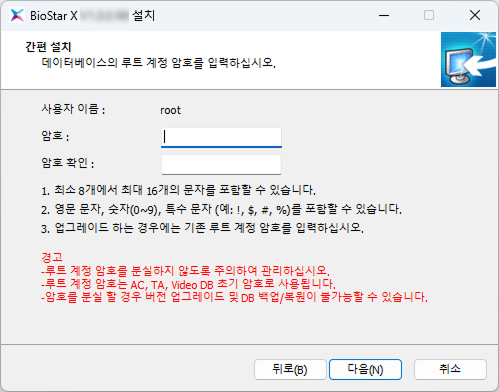 BioStar X 설치
간편 설치
데이터베이스의 루트 계정 암호를 입력하십시오.
사용자 이름 : root
암호 :
암호 확인 :
1. 최소 8개에서 최대 16개의 문자를 포함할 수 있습니다.
2. 영문 문자, 숫자(0~9), 특수 문자 (예: !, $, #, %)를 포함할 수 있습니다.
3. 업그레이드 하는 경우에는 기존 루트 계정 암호를 입력하십시오.
경고
-루트 계정 암호를 분실하지 않도록 주의하여 관리하십시오.
-루트 계정 암호는 AC, TA, Video DB 초기 암호로 사용됩니다.
-암호를 분실 할 경우 버전 업그레이드 및 DB 백업/복원이 불가능할 수 있습니다.
뒤로(B) 다음(N) 취소